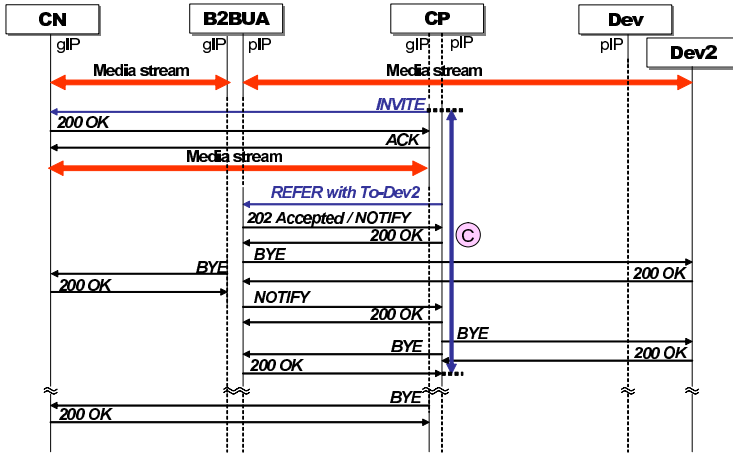 CN
B2BUA
CP
Dev
Dev2
gIP
gIP
pIP
gIP
pIP
pIP
Media stream
Media stream
INVITE
200 OK
ACK
Media stream
REFER with To-Dev2
202 Accepted / NOTIFY
200 OK
C
BYE
BYE
200 OK
200 OK
NOTIFY
200 OK
BYE
BYE
200 OK
200 OK
BYE
200 OK